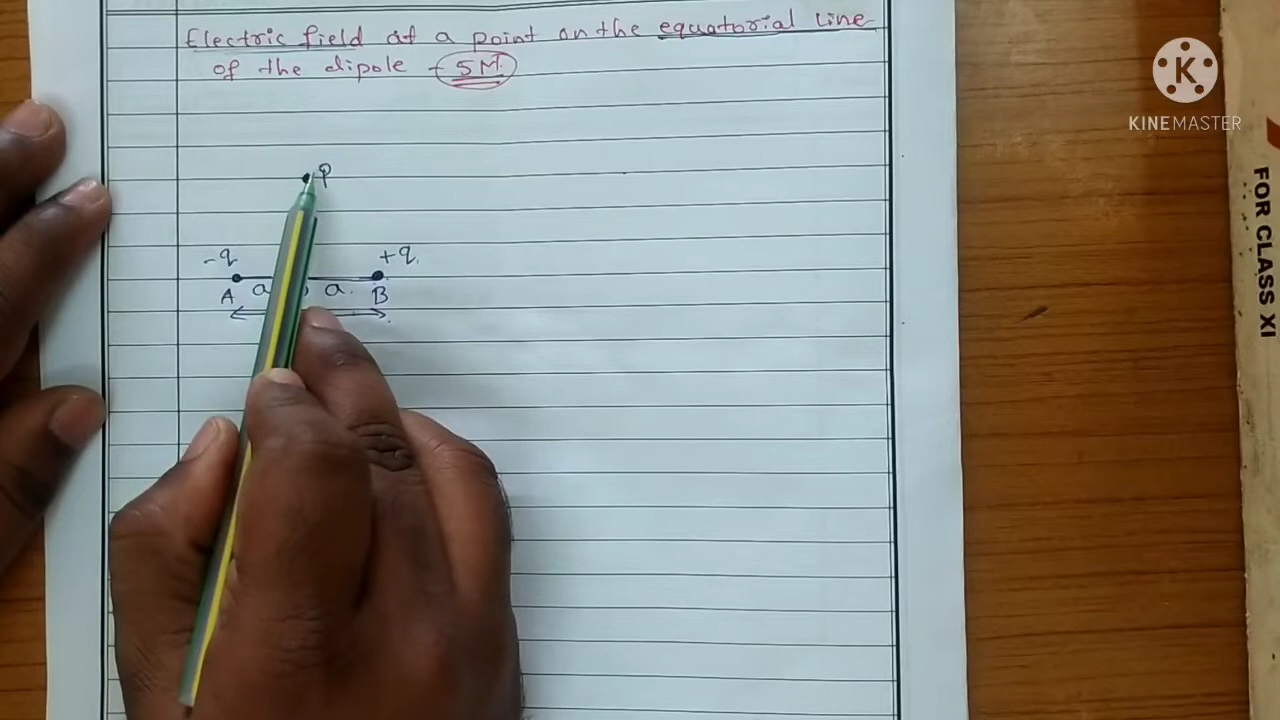 Electric field at a point on the equatorial line
of the dipole - 5M
P
-q +q
A a a B
KINEMASTER
FOR CLASS XI